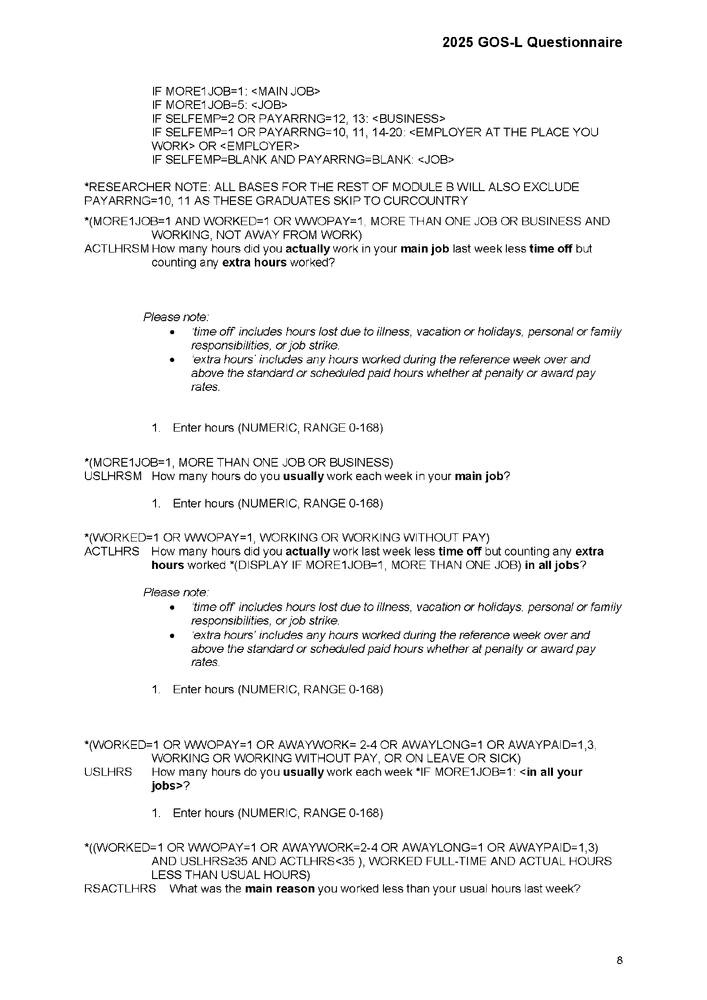 2025 GOS-L Questionnaire
IF MORE1JOB=1: <MAIN JOB>
IF MORE1JOB=5: <JOB>
IF SELFEMP=2 OR PAYARRNG=12, 13: <BUSINESS>
IF SELFEMP=1 OR PAYARRNG=10, 11, 14-20: <EMPLOYER AT THE PLACE YOU
WORK> OR <EMPLOYER>
IF SELFEMP=BLANK AND PAYARRNG=BLANK: <JOB>
*RESEARCHER NOTE: ALL BASES FOR THE REST OF MODULE B WILL ALSO EXCLUDE
PAYARRNG=10, 11 AS THESE GRADUATES SKIP TO CURCOUNTRY
*(MORE1JOB=1 AND WORKED=1 OR WWOPAY=1, MORE THAN ONE JOB OR BUSINESS AND
WORKING, NOT AWAY FROM WORK)
ACTLHRSM How many hours did you actually work in your main job last week less time off but
counting any extra hours worked?
Please note:
• ‘time off’ includes hours lost due to illness, vacation or holidays, personal or family
responsibilities, or job strike.
• ‘extra hours’ includes any hours worked during the reference week over and
above the standard or scheduled paid hours whether at penalty or award pay
rates.
1. Enter hours (NUMERIC, RANGE 0-168)
*(MORE1JOB=1, MORE THAN ONE JOB OR BUSINESS)
USLHRSM How many hours do you usually work each week in your main job?
1. Enter hours (NUMERIC, RANGE 0-168)
*(WORKED=1 OR WWOPAY=1, WORKING OR WORKING WITHOUT PAY)
ACTLHRS How many hours did you actually work last week less time off but counting any extra
hours worked *(DISPLAY IF MORE1JOB=1, MORE THAN ONE JOB) in all jobs?
Please note:
• ‘time off’ includes hours lost due to illness, vacation or holidays, personal or family
responsibilities, or job strike.
• ‘extra hours’ includes any hours worked during the reference week over and
above the standard or scheduled paid hours whether at penalty or award pay
rates.
1. Enter hours (NUMERIC, RANGE 0-168)
*(WORKED=1 OR WWOPAY=1 OR AWAYWORK= 2-4 OR AWAYLONG=1 OR AWAYPAID=1,3,
WORKING OR WORKING WITHOUT PAY, OR ON LEAVE OR SICK)
USLHRS How many hours do you usually work each week *IF MORE1JOB=1: <in all your
jobs>?
1. Enter hours (NUMERIC, RANGE 0-168)
*((WORKED=1 OR WWOPAY=1 OR AWAYWORK=2-4 OR AWAYLONG=1 OR AWAYPAID=1,3)
AND USLHRS≥35 AND ACTLHRS<35 ), WORKED FULL-TIME AND ACTUAL HOURS
LESS THAN USUAL HOURS)
RSACTLHRS What was the main reason you worked less than your usual hours last week?
8